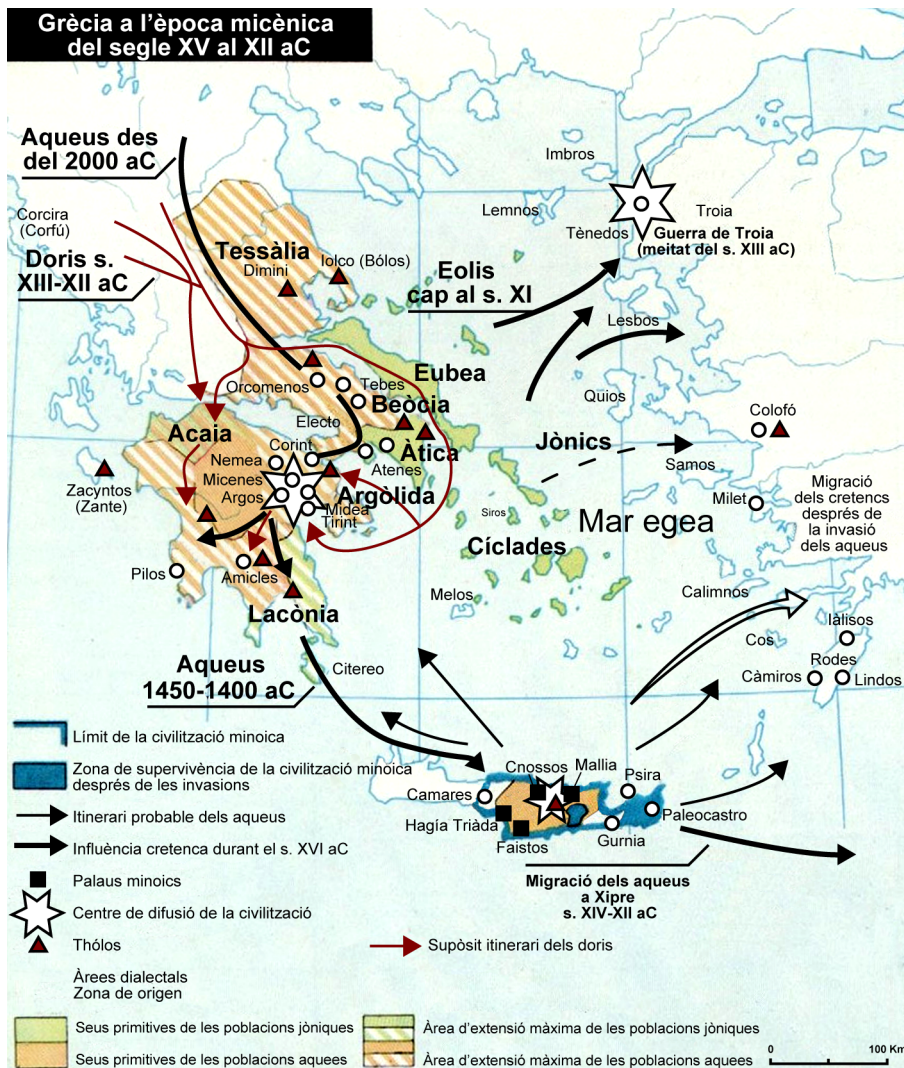 Grècia a l'època micènica
del segle XV al XII aC
Aqueus des
del 2000 aC
Imbros
Lemnos
Troia
Tènedos
Guerra de Troia
(meitat del s. XIII aC)
Corcira
(Corfú)
Tessàlia
Dimini
Iolco (Bólos)
Doris s.
XIII-XII aC
Eolis
cap al s. XI
Lesbos
Eubea
Orcomenos
Tebes
Beòcia
Quios
Electo
Acaia
Àtica
Colofó
Corint
Jònics
Nemea
Atenes
Samos
Micenes
Zacyntos
(Zante)
Argos
Argòlida
Midea
Tirint
Milet
Migració
dels cretencs
després de
la invasió
dels aqueus
Siros
Mar egea
Cíclades
Pilos
Amicles
Melos
Calimnos
Lacònia
Iàlisos
Cos
Rodes
Citereo
Càmiros
Lindos
Aqueus
1450-1400 aC
Límit de la civilització minoica
Zona de supervivència de la civilització minoica
després de les invasions
Cnossos
Mallia
Psira
Camares
Paleocastro
Itinerari probable dels aqueus
Hagía Triàda
Faistos
Gurnia
Influència cretenca durant el s. XVI aC
Palaus minoics
Migració dels aqueus
a Xipre
s. XIV-XII aC
Centre de difusió de la civilització
Thólos
Supòsit itinerari dels doris
Àrees dialectals
Zona de origen
Seus primitives de les poblacions jòniques
Àrea d'extensió màxima de les poblacions jòniques
Seus primitives de les poblacions aquees
Àrea d'extensió màxima de les poblacions aquees
0
100 Km